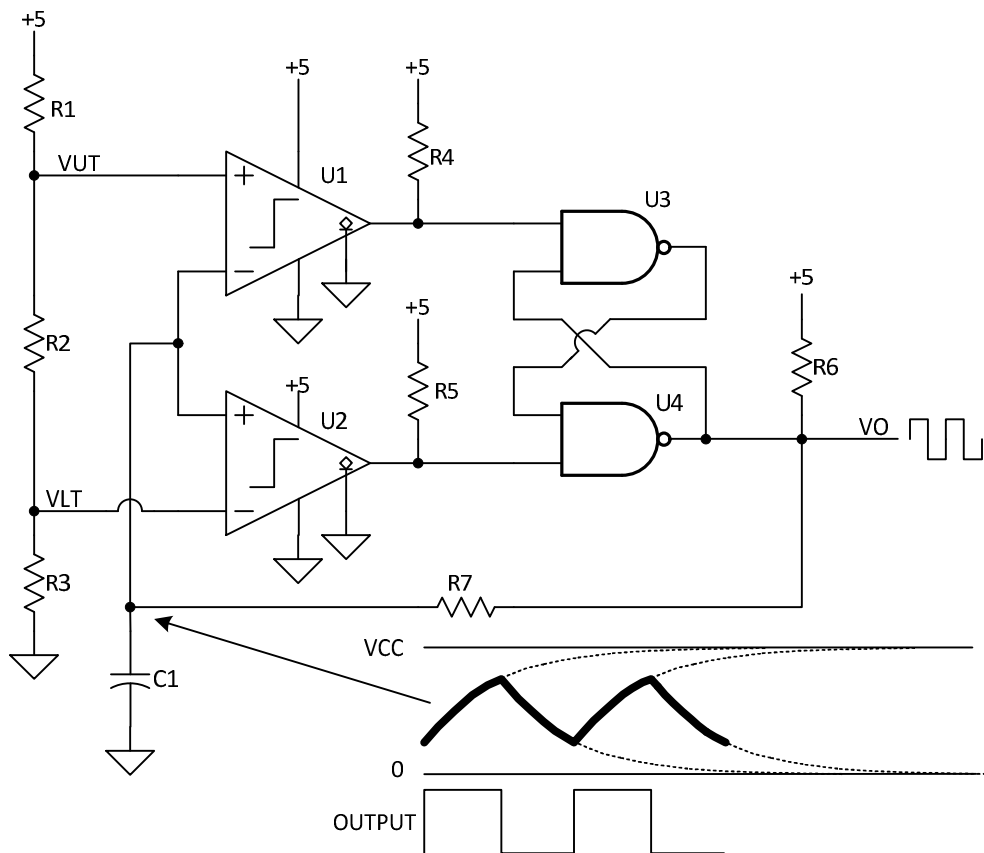 +5
R1
VUT
+5
+5
R4
U1
+
−
U3
R2
+5
+5
R5
U2
+
−
U4
+5
R6
VO
VLT
R3
R7
C1
VCC
0
OUTPUT